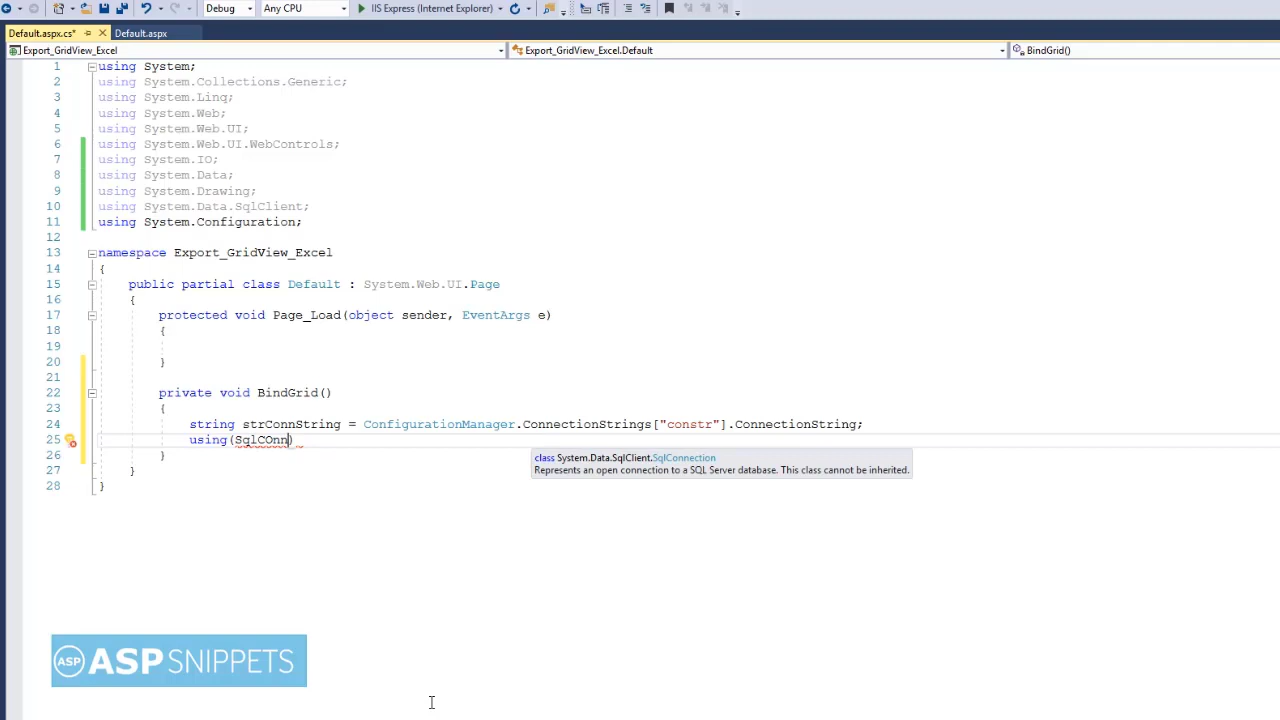 Debug Any CPU IIS Express (Internet Explorer)
Default.aspx.cs* Default.aspx
Export_GridView_Excel Export_GridView_Excel.Default BindGrid()
1 using System;
2 using System.Collections.Generic;
3 using System.Linq;
4 using System.Web;
5 using System.Web.UI;
6 using System.Web.UI.WebControls;
7 using System.IO;
8 using System.Data;
9 using System.Drawing;
10 using System.Data.SqlClient;
11 using System.Configuration;
12
13 namespace Export_GridView_Excel
14 {
15 public partial class Default : System.Web.UI.Page
16 {
17 protected void Page_Load(object sender, EventArgs e)
18 {
19
20 }
21
22 private void BindGrid()
23 {
24 string strConnString = ConfigurationManager.ConnectionStrings["constr"].ConnectionString;
25 using(SqlCOnn)
26 }
27 }
28 }
class System.Data.SqlClient.SqlConnection
Represents an open connection to a SQL Server database. This class cannot be inherited.
ASP ASPSNIPPETS